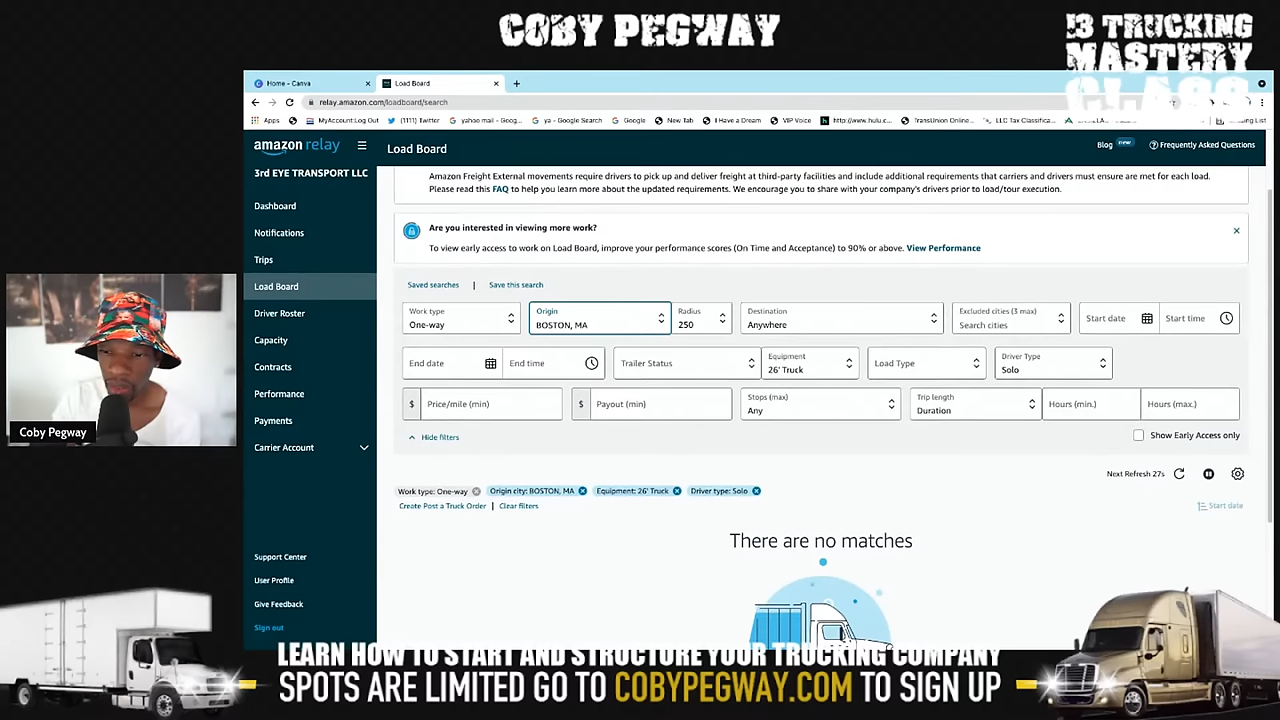 COBY PEGWAY
!3 TRUCKING
MASTERY
CLASS
Home - Canva
Load Board
relay.amazon.com/loadboard/search
Apps
MyAccount:Log Out
(1111) Twitter
yahoo mail - Goog...
ya - Google Search
Google
New Tab
I Have a Dream
VIP Voice
http://www.hulu.c...
TransUnion Online...
LLC Tax Classifica...
amazon relay
Load Board
Blog new
Frequently Asked Questions
3rd EYE TRANSPORT LLC
Dashboard
Notifications
Trips
Load Board
Driver Roster
Capacity
Contracts
Performance
Payments
Carrier Account
Support Center
User Profile
Give Feedback
Sign out
Amazon Freight External movements require drivers to pick up and deliver freight at third-party facilities and include additional requirements that carriers and drivers must ensure are met for each load.
Please read this FAQ to help you learn more about the updated requirements. We encourage you to share with your company's drivers prior to load/tour execution.
Are you interested in viewing more work?
To view early access to work on Load Board, improve your performance scores (On Time and Acceptance) to 90% or above. View Performance
Saved searches | Save this search
Work type
One-way
Origin
BOSTON, MA
Radius
250
Destination
Anywhere
Excluded cities (3 max)
Search cities
Start date
Start time
End date
End time
Trailer Status
Equipment
26' Truck
Load Type
Driver Type
Solo
$ Price/mile (min)
$ Payout (min)
Stops (max)
Any
Trip length
Duration
Hours (min.)
Hours (max.)
Hide filters
Show Early Access only
Next Refresh 27s
Work type: One-way
Origin city: BOSTON, MA
Equipment: 26' Truck
Driver type: Solo
Create Post a Truck Order | Clear filters
Start date
There are no matches
Coby Pegway
LEARN HOW TO START AND STRUCTURE YOUR TRUCKING COMPANY
SPOTS ARE LIMITED GO TO COBYPEGWAY.COM TO SIGN UP